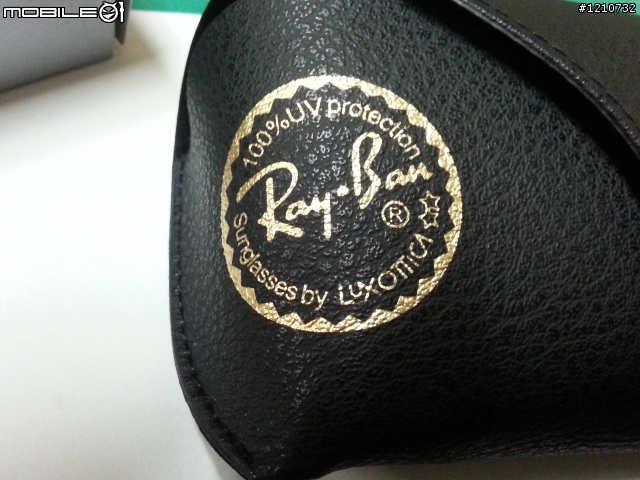 MOBILE01
#1210732
100%UV protection
Ray-Ban
®
Sunglasses by LUXOTTICA